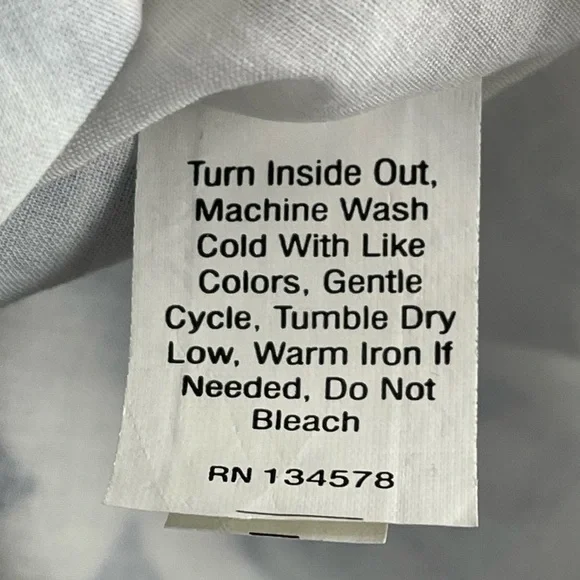 Turn Inside Out,
Machine Wash
Cold With Like
Colors, Gentle
Cycle, Tumble Dry
Low, Warm Iron If
Needed, Do Not
Bleach
RN 134578